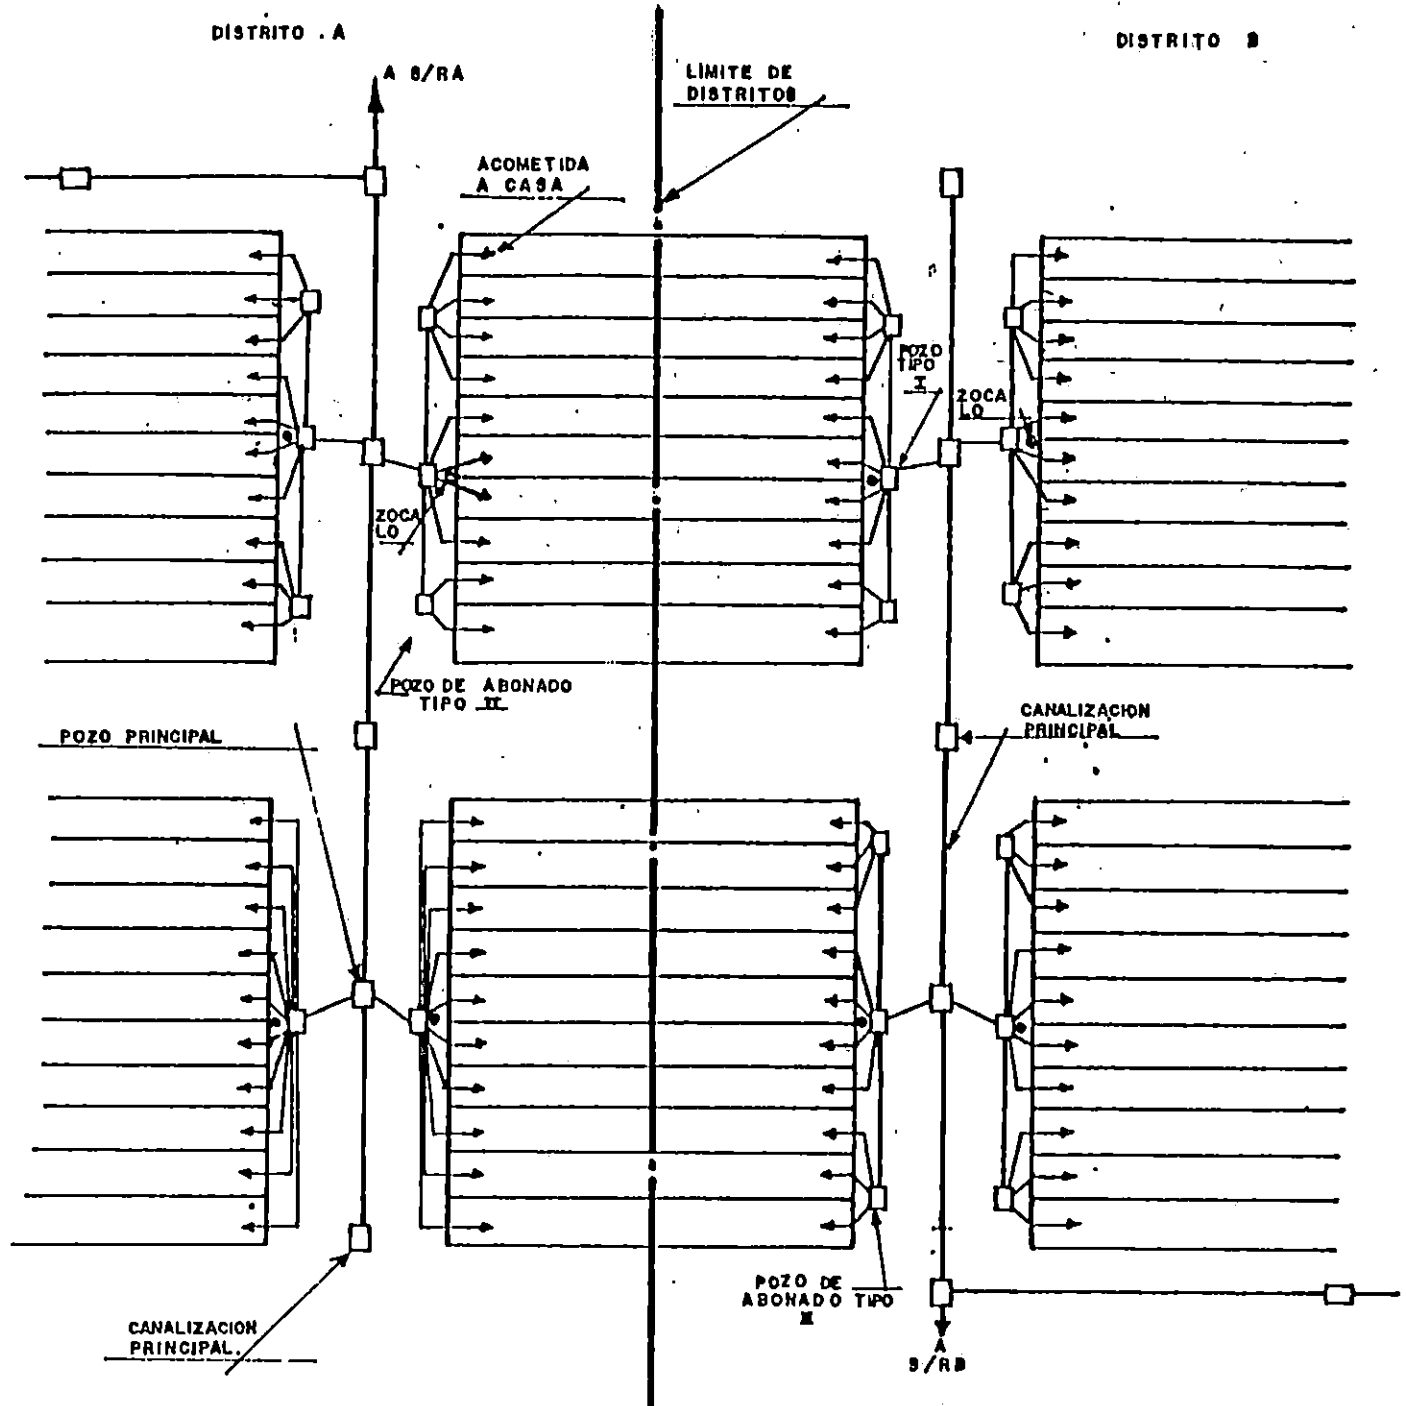 DISTRITO . A
DISTRITO B
A S/RA
LIMITE DE
DISTRITOS
ACOMETIDA
A CASA
POZO
TIPO
I
ZOCA
LO
ZOCA
LO
POZO DE ABONADO
TIPO II
POZO PRINCIPAL
CANALIZACION
PRINCIPAL
POZO DE
ABONADO TIPO
CANALIZACION
PRINCIPAL.
A
S/RB